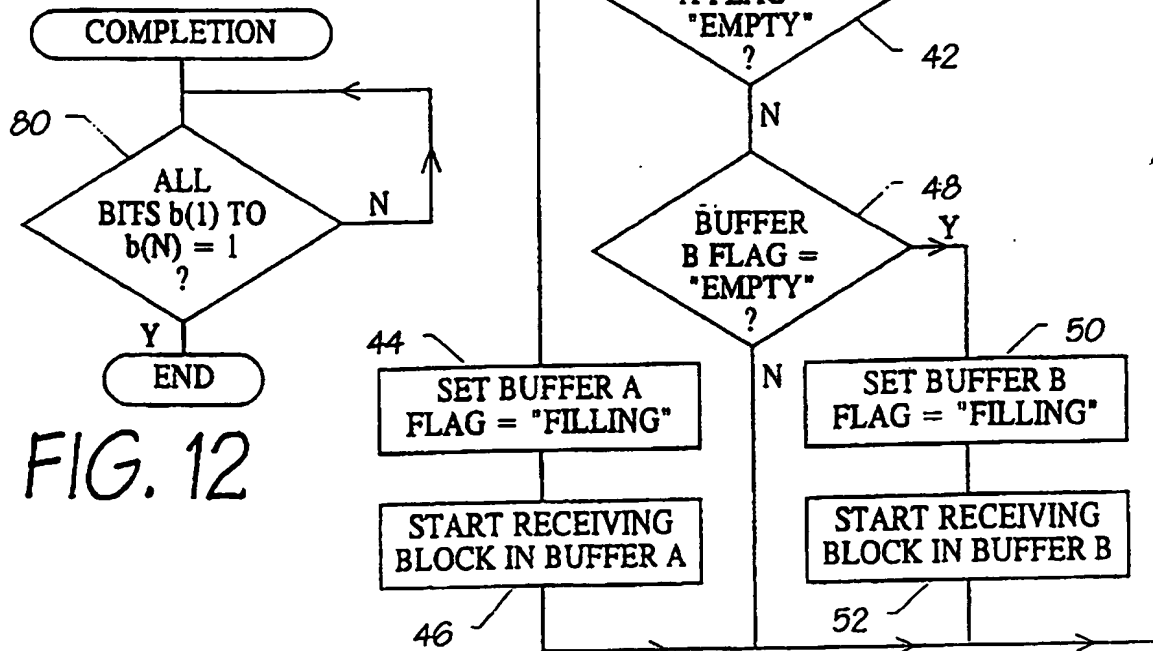 COMPLETION
80
ALL
BITS b(1) TO
b(N) = 1
?
N
Y
END
FIG. 12
"EMPTY"
?
42
N
BUFFER
B FLAG =
"EMPTY"
?
48
Y
N
44
SET BUFFER A
FLAG = "FILLING"
START RECEIVING
BLOCK IN BUFFER A
46
50
SET BUFFER B
FLAG = "FILLING"
START RECEIVING
BLOCK IN BUFFER B
52